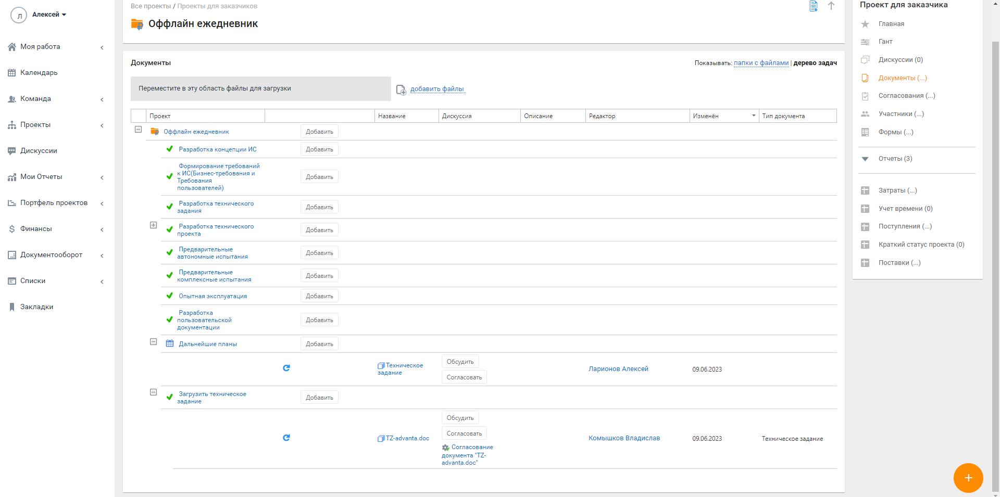 Л
Алексей
Моя работа
Календарь
Команда
Проекты
Дискуссии
Мои Отчеты
Портфель проектов
Финансы
Документооборот
Списки
Закладки
Все проекты / Проекты для заказчиков
Оффлайн ежедневник
Документы
Показывать: папки с файлами | дерево задач
Переместите в эту область файлы для загрузки
добавить файлы
Проект Название Дискуссия Описание Редактор Изменён Тип документа
Оффлайн ежедневник Добавить
Разработка концепции ИС Добавить
Формирование требований
к ИС(Бизнес-требования и
Требования
пользователей)
Добавить
Разработка технического
задания
Добавить
Разработка технического
проекта
Добавить
Предварительные
автономные испытания
Добавить
Предварительные
комплексные испытания
Добавить
Опытная эксплуатация Добавить
Разработка
пользовательской
документации
Добавить
Дальнейшие планы Добавить
Техническое
задание
Обсудить
Согласовать
Ларионов Алексей 09.06.2023
Загрузить техническое
задание
Добавить
TZ-advanta.doc
Обсудить
Согласовать
Согласование
документа "TZ-
advanta.doc"
Комышков Владислав 09.06.2023 Техническое задание
Проект для заказчика
Главная
Гант
Дискуссии (0)
Документы (...)
Согласования (...)
Участники (...)
Формы (...)
Отчеты (3)
Затраты (...)
Учет времени (0)
Поступления (...)
Краткий статус проекта (0)
Поставки (...)